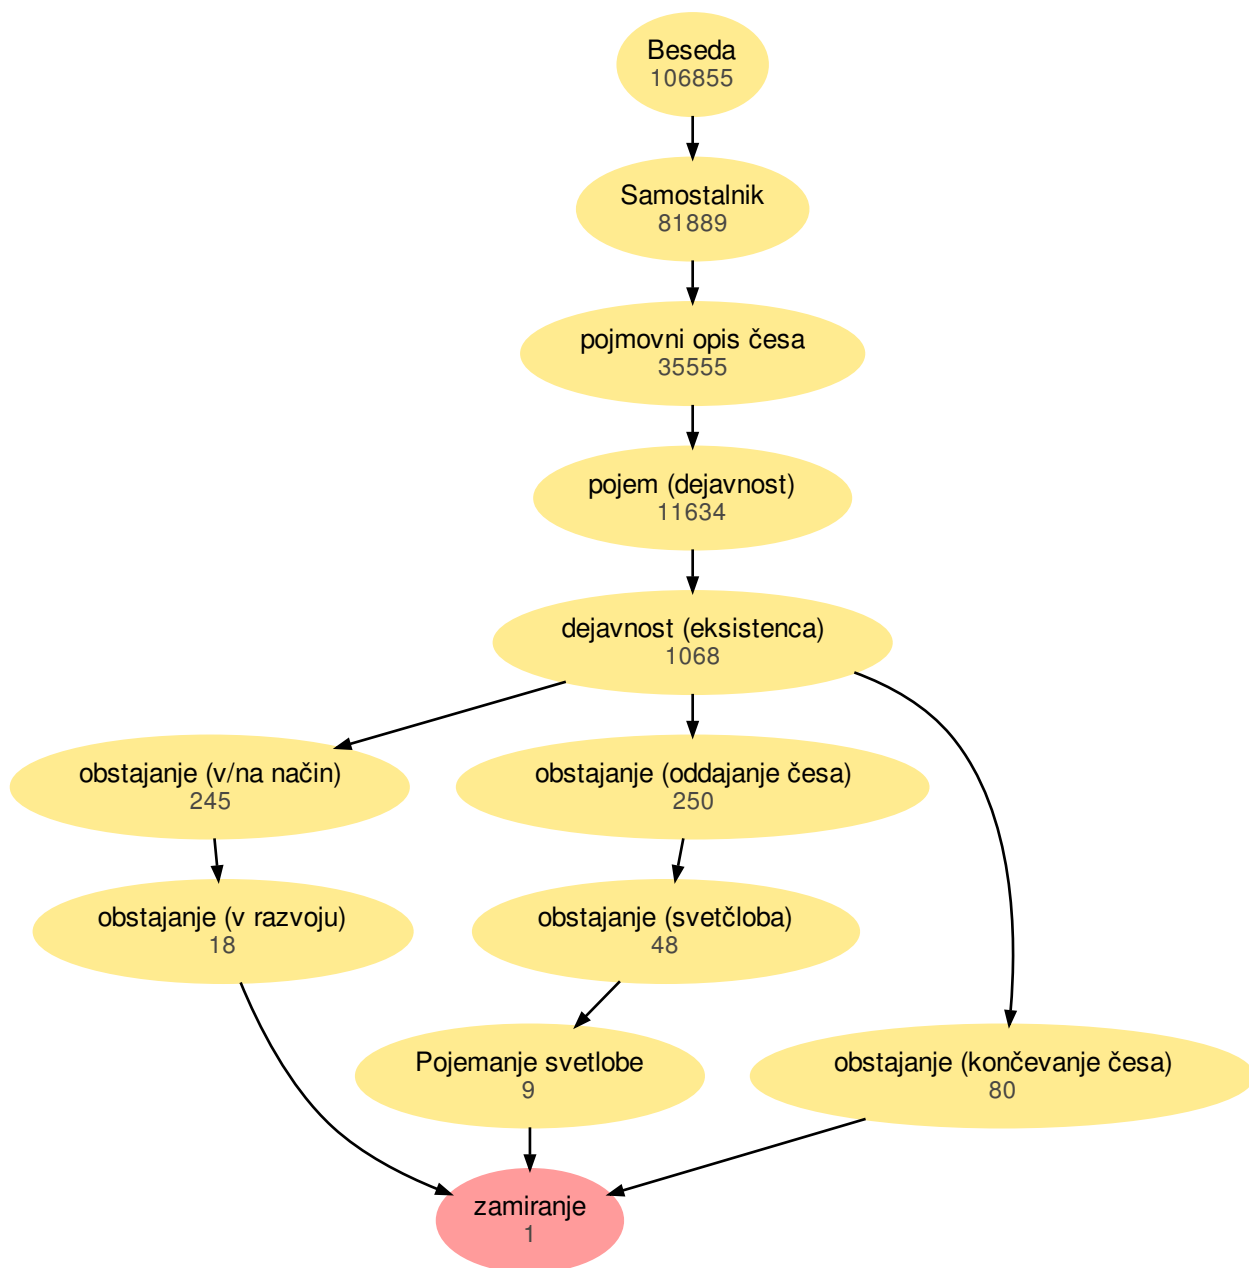 Beseda
106855
Samostalnik
81889
pojmovni opis česa
35555
pojem (dejavnost)
11634
dejavnost (eksistenca)
1068
obstajanje (v/na način)
245
obstajanje (oddajanje česa)
250
obstajanje (v razvoju)
18
obstajanje (svetčloba)
48
Pojemanje svetlobe
9
obstajanje (končevanje česa)
80
zamiranje
1